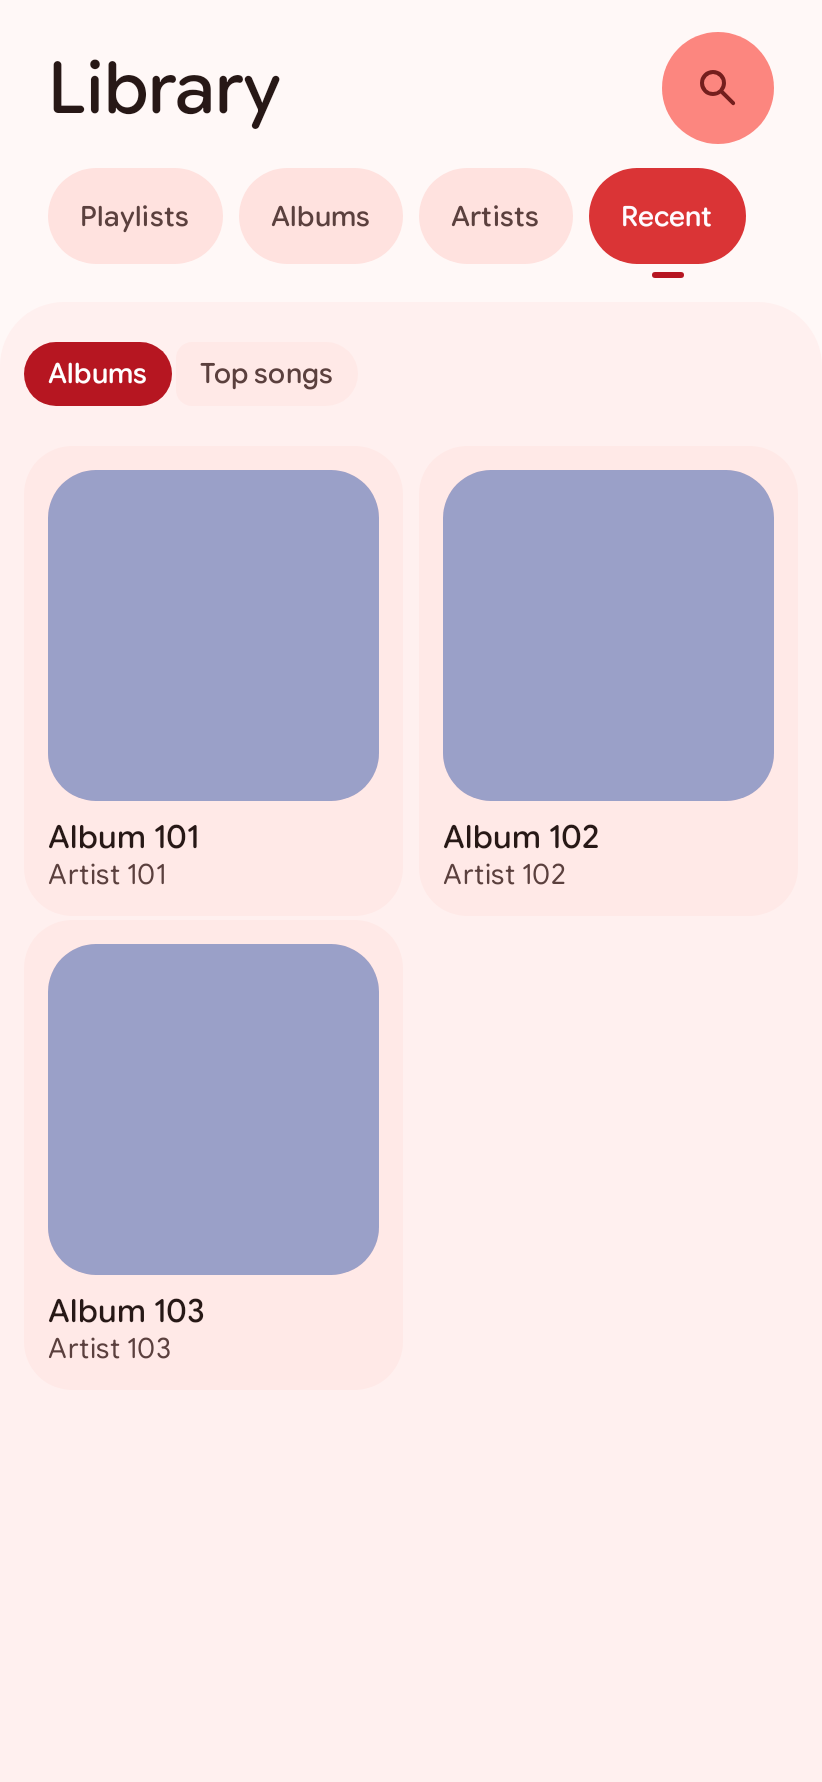 Library
Playlists Albums Artists Recent
Albums Top songs
Album 101 Album 102
Artist 101 Artist 102
Album 103
Artist 103